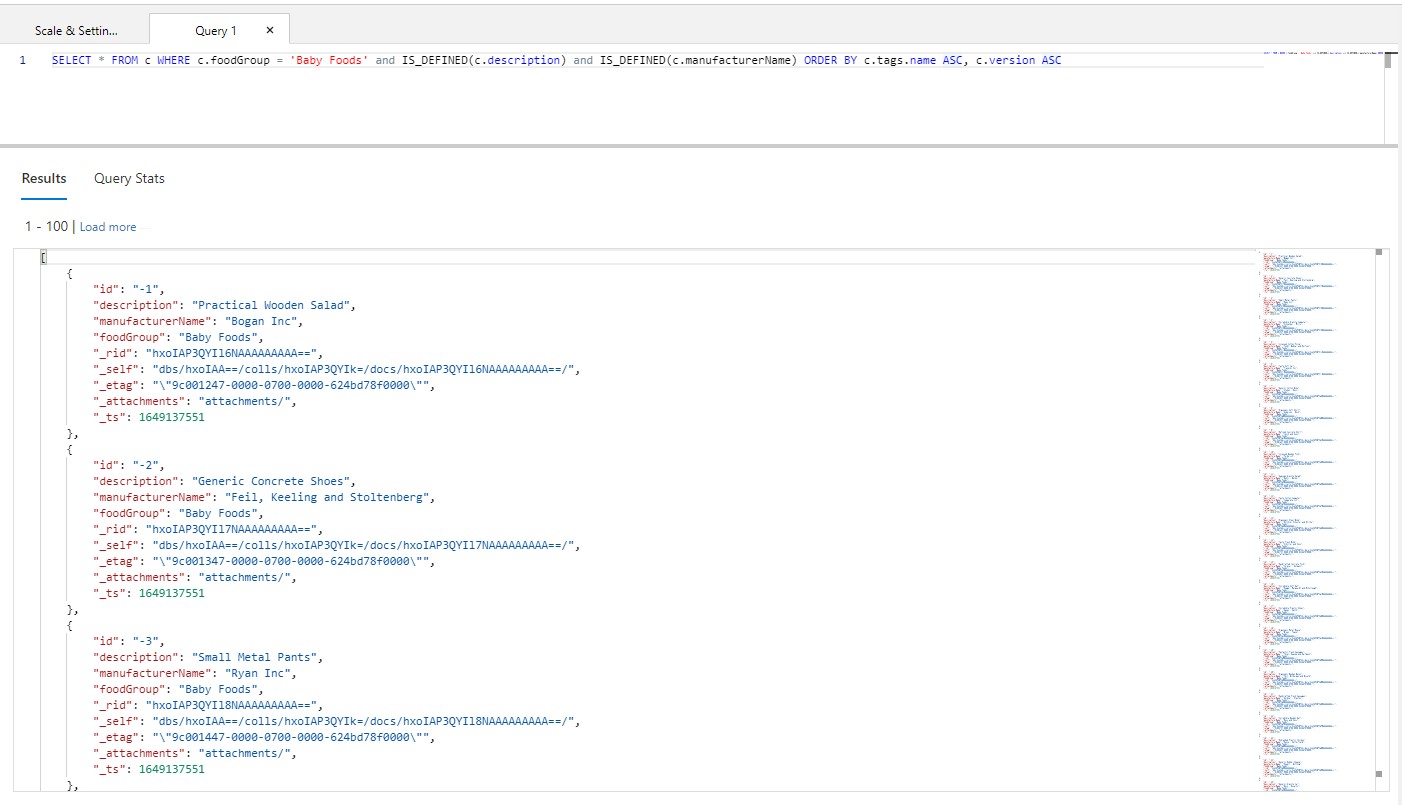 Scale & Settin...
Query 1
1 SELECT * FROM c WHERE c.foodGroup = 'Baby Foods' and IS_DEFINED(c.description) and IS_DEFINED(c.manufacturerName) ORDER BY c.tags.name ASC, c.version ASC
Results Query Stats
1 - 100 | Load more
[
{
"id": "-1",
"description": "Practical Wooden Salad",
"manufacturerName": "Bogan Inc",
"foodGroup": "Baby Foods",
"_rid": "hxoIAP3QYIl6NAAAAAAAAA==",
"_self": "dbs/hxoIAA==/colls/hxoIAP3QYIk=/docs/hxoIAP3QYIl6NAAAAAAAAA==/",
"_etag": "\"9c001247-0000-0700-0000-624bd78f0000\"",
"_attachments": "attachments/",
"_ts": 1649137551
},
{
"id": "-2",
"description": "Generic Concrete Shoes",
"manufacturerName": "Feil, Keeling and Stoltenberg",
"foodGroup": "Baby Foods",
"_rid": "hxoIAP3QYIl7NAAAAAAAAA==",
"_self": "dbs/hxoIAA==/colls/hxoIAP3QYIk=/docs/hxoIAP3QYIl7NAAAAAAAAA==/",
"_etag": "\"9c001347-0000-0700-0000-624bd78f0000\"",
"_attachments": "attachments/",
"_ts": 1649137551
},
{
"id": "-3",
"description": "Small Metal Pants",
"manufacturerName": "Ryan Inc",
"foodGroup": "Baby Foods",
"_rid": "hxoIAP3QYIl8NAAAAAAAAA==",
"_self": "dbs/hxoIAA==/colls/hxoIAP3QYIk=/docs/hxoIAP3QYIl8NAAAAAAAAA==/",
"_etag": "\"9c001447-0000-0700-0000-624bd78f0000\"",
"_attachments": "attachments/",
"_ts": 1649137551
},